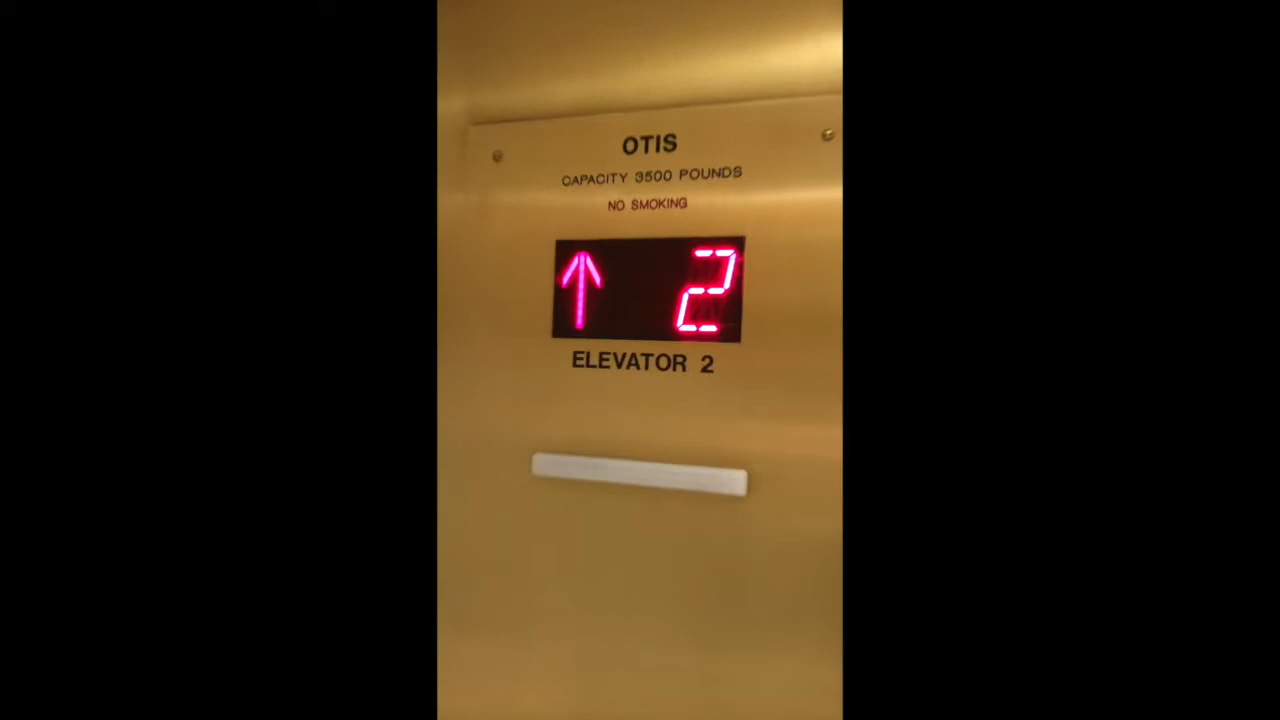 OTIS
CAPACITY 3500 POUNDS
NO SMOKING
↑ 2
ELEVATOR 2